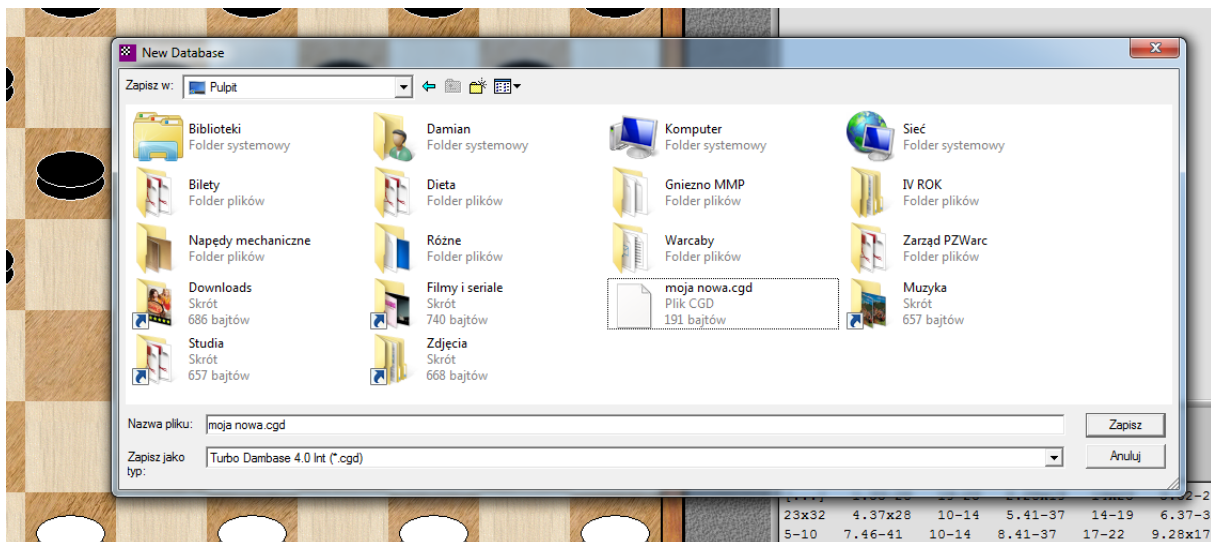 New Database
Zapisz w:
Pulpit
Biblioteki
Folder systemowy
Damian
Folder systemowy
Komputer
Folder systemowy
Sieć
Folder systemowy
Bilety
Folder plików
Dieta
Folder plików
Gniezno MMP
Folder plików
IV ROK
Folder plików
Napędy mechaniczne
Folder plików
Różne
Folder plików
Warcaby
Folder plików
Zarząd PZWarc
Folder plików
Downloads
Skrót
686 bajtów
Filmy i seriale
Skrót
740 bajtów
moja nowa.cgd
Plik CGD
191 bajtów
Muzyka
Skrót
657 bajtów
Studia
Skrót
657 bajtów
Zdjęcia
Skrót
668 bajtów
Nazwa pliku:
moja nowa.cgd
Zapisz
Zapisz jako
typ:
Turbo Dambase 4.0 Int (*.cgd)
Anuluj
23x32 4.37x28 10-14 5.41-37 14-19 6.37-3
5-10 7.46-41 10-14 8.41-37 17-22 9.28x17